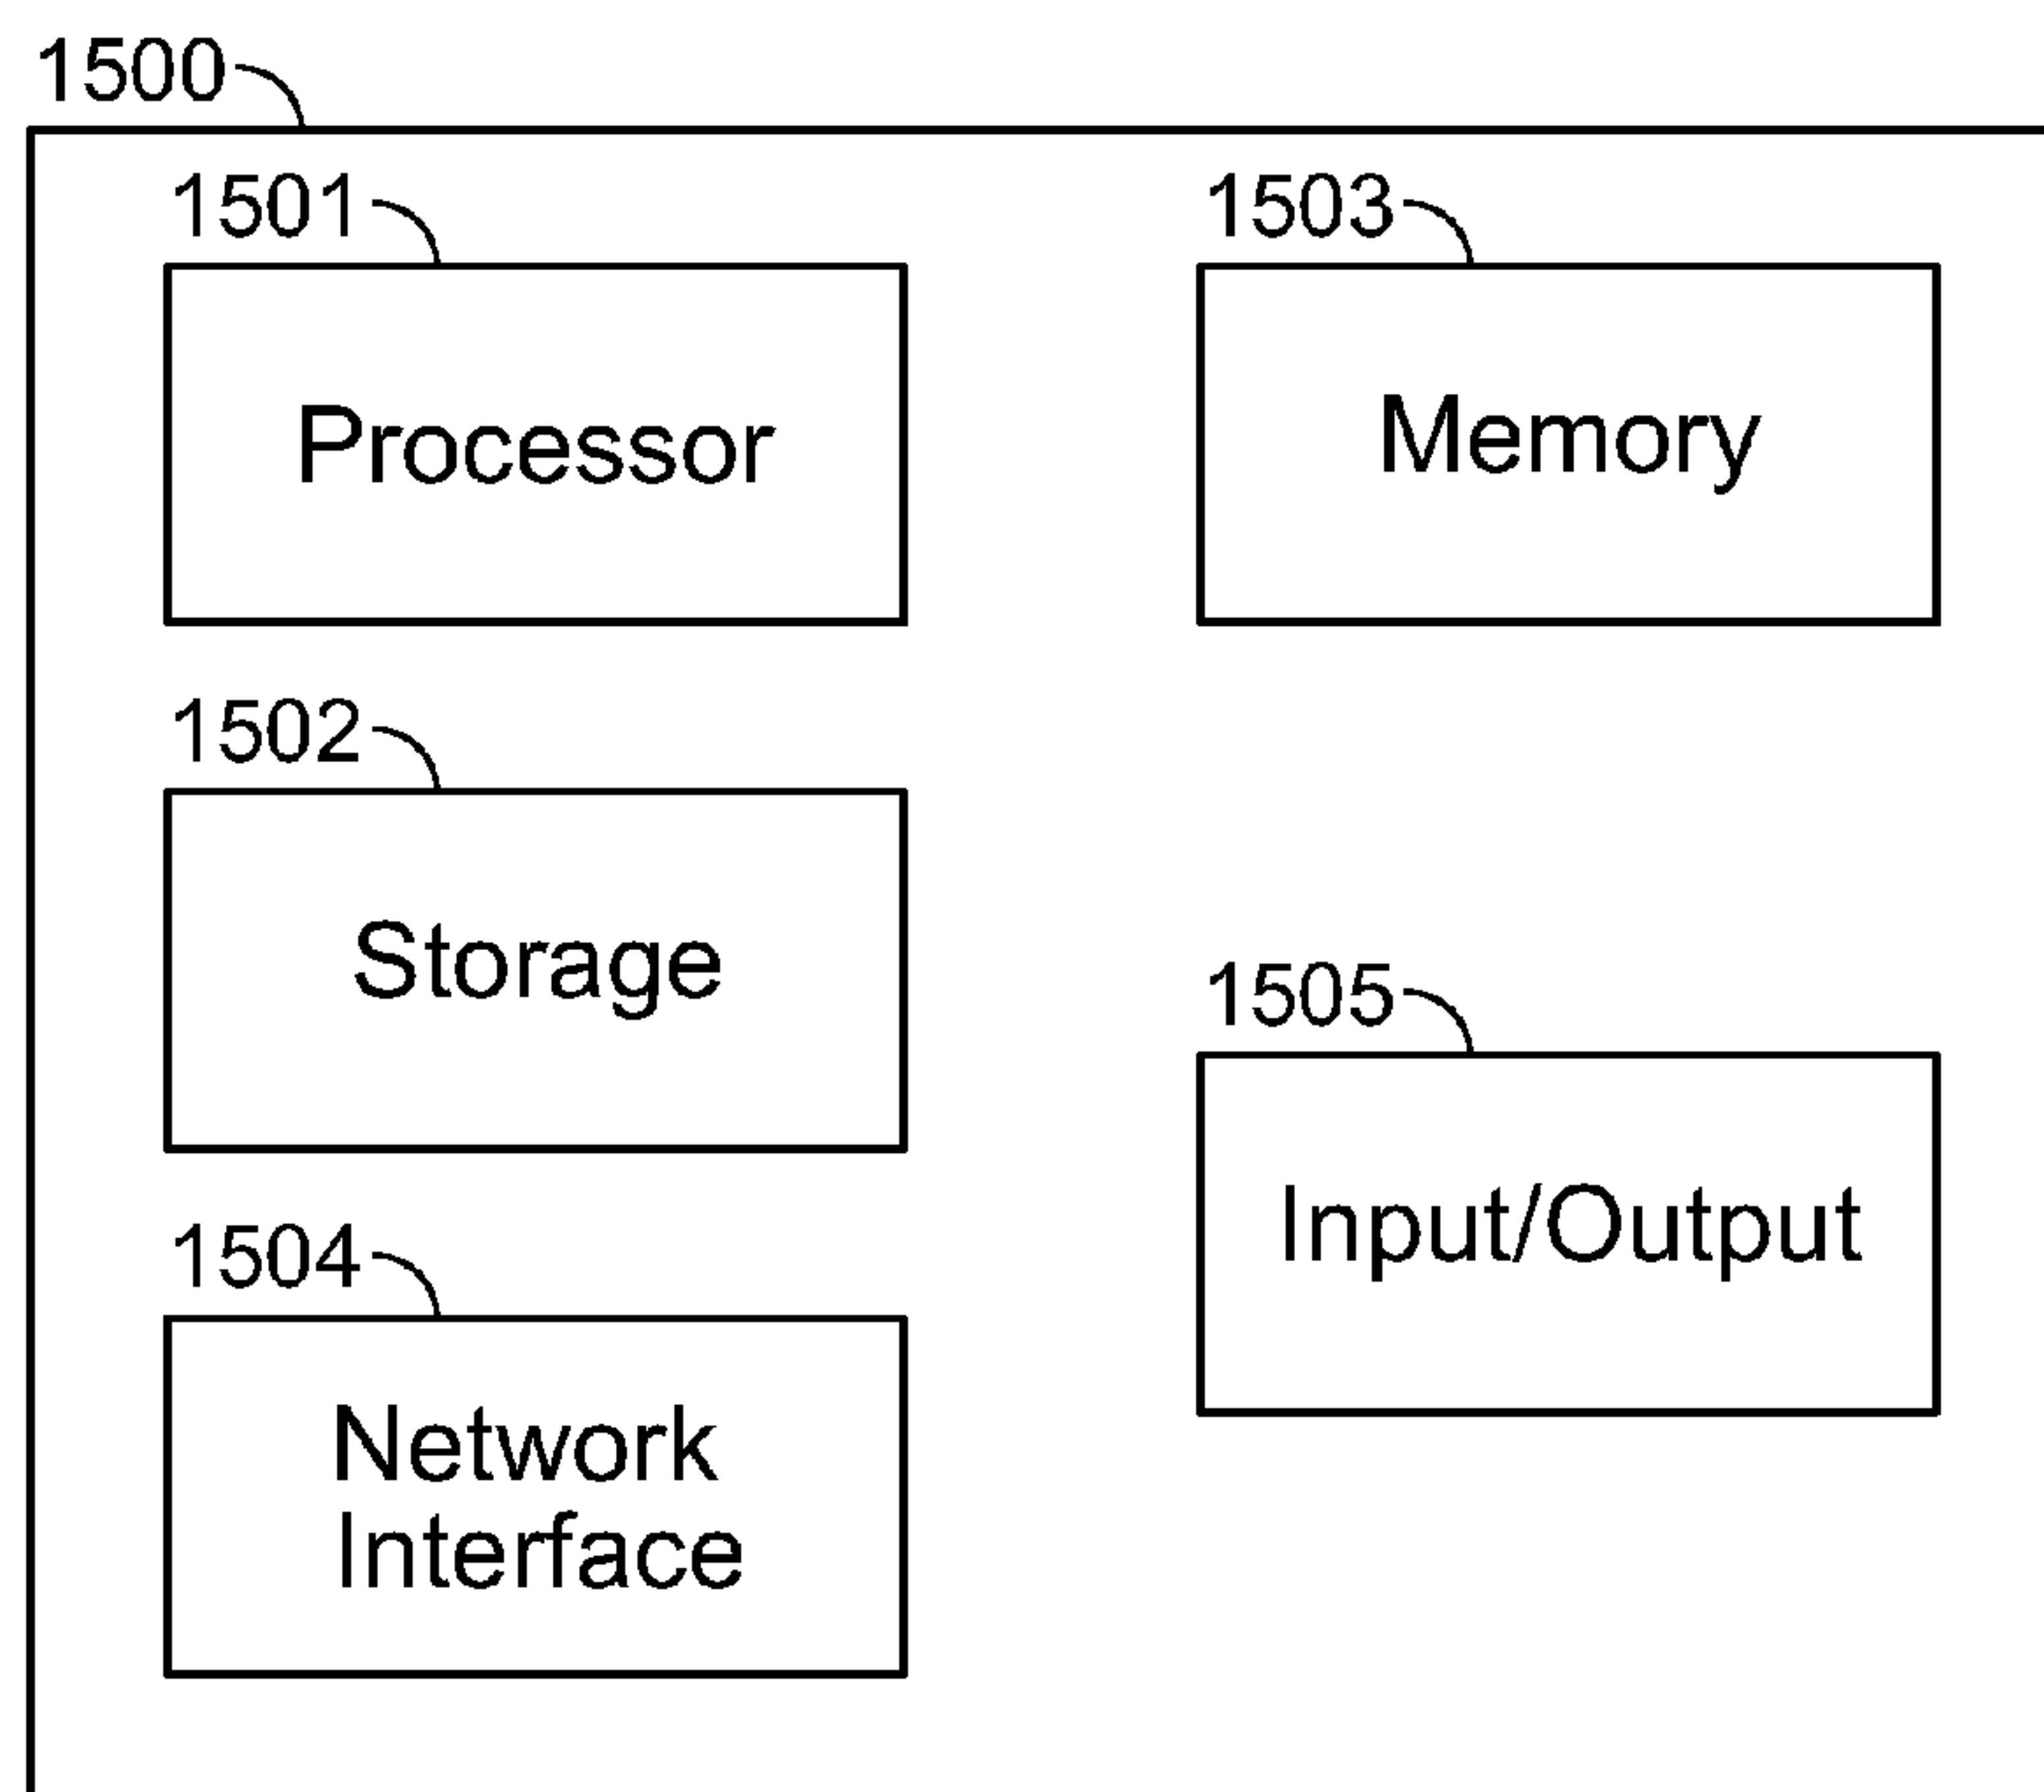 1500
1501
Processor
1503
Memory
1502
Storage
1505
Input/Output
1504
Network
Interface